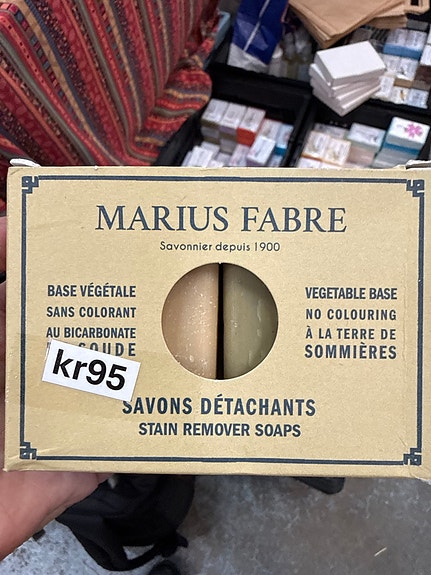 MARIUS FABRE
Savonnier depuis 1900
BASE VÉGÉTALE
SANS COLORANT
AU BICARBONATE
SOUDE
kr95
VEGETABLE BASE
NO COLOURING
À LA TERRE DE
SOMMIÈRES
SAVONS DÉTACHANTS
STAIN REMOVER SOAPS